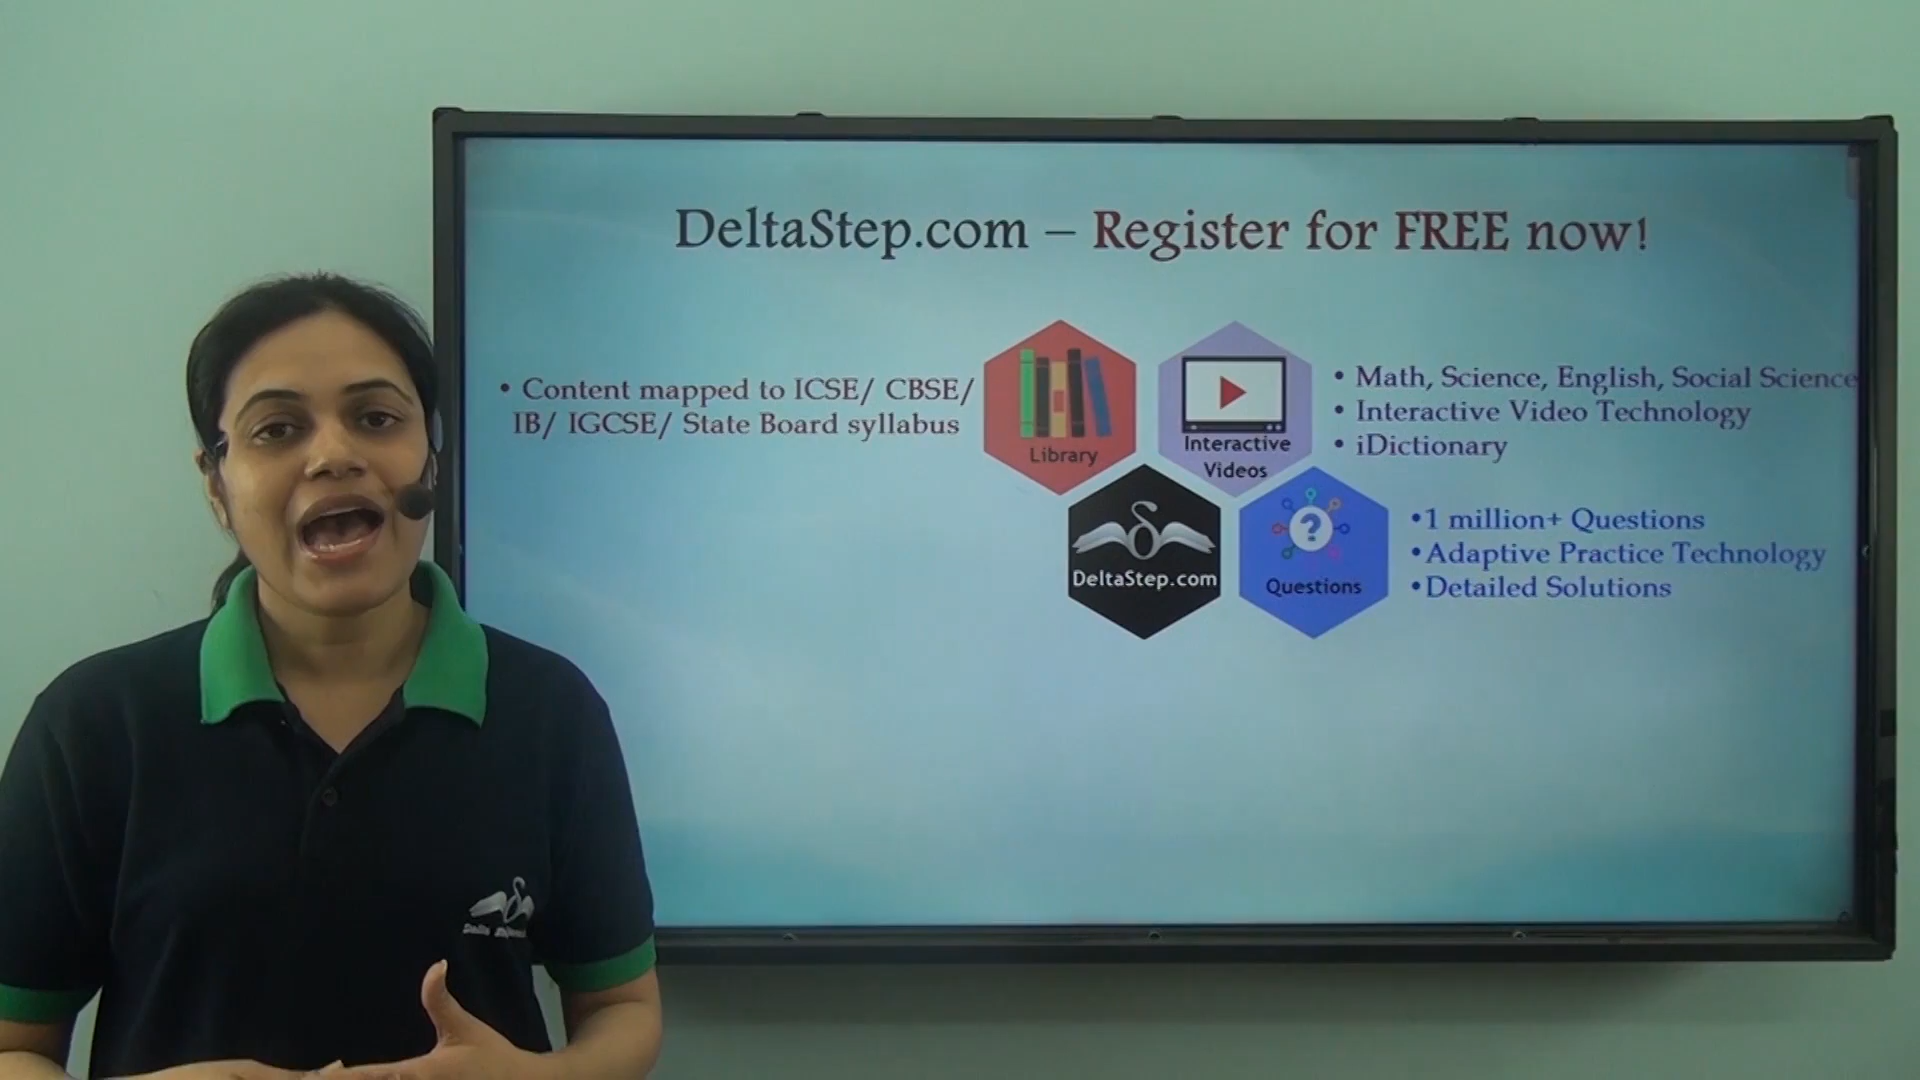 DeltaStep.com – Register for FREE now!
• Content mapped to ICSE/ CBSE/
IB/ IGCSE/ State Board syllabus
Library
Interactive
Videos
• Math, Science, English, Social Science
• Interactive Video Technology
• iDictionary
DeltaStep.com
?
Questions
•1 million+ Questions
•Adaptive Practice Technology
•Detailed Solutions
Delta